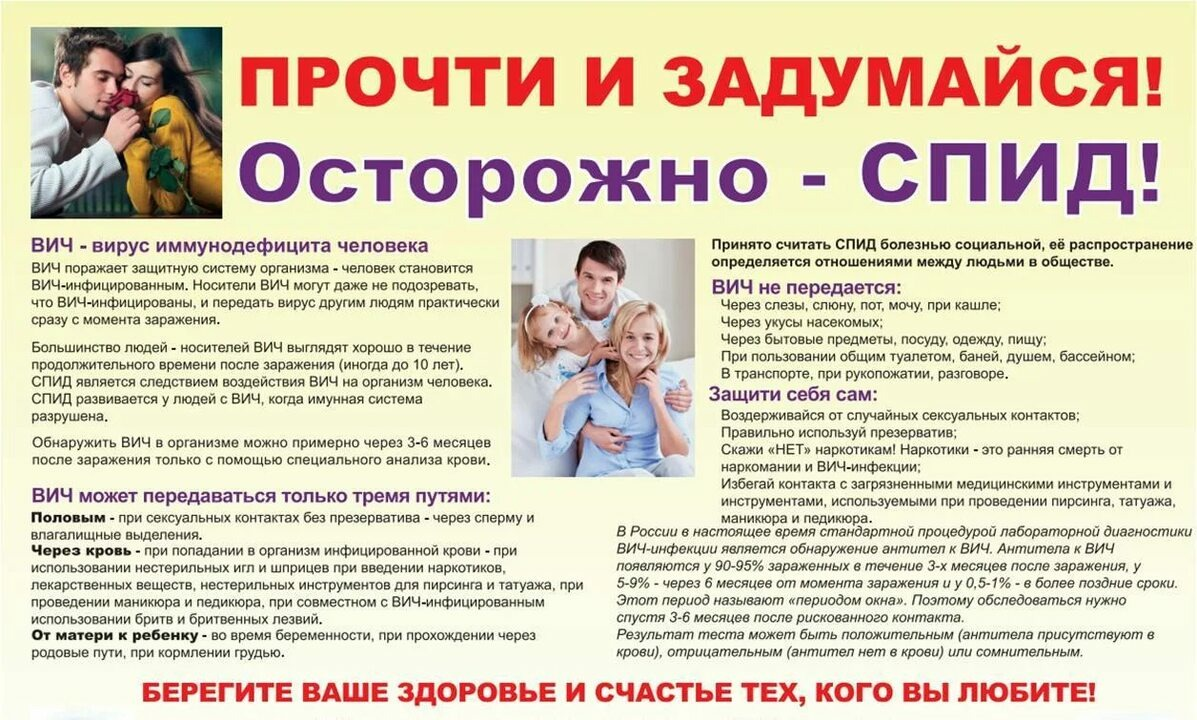 ПРОЧТИ И ЗАДУМАЙСЯ!
Осторожно - СПИД!
ВИЧ - вирус иммунодефицита человека
ВИЧ поражает защитную систему организма - человек становится
ВИЧ-инфицированным. Носители ВИЧ могут даже не подозревать,
что ВИЧ-инфицированы, и передать вирус другим людям практически
сразу с момента заражения.
Большинство людей - носителей ВИЧ выглядят хорошо в течение
продолжительного времени после заражения (иногда до 10 лет).
СПИД является следствием воздействия ВИЧ на организм человека.
СПИД развивается у людей с ВИЧ, когда имунная система
разрушена.
Обнаружить ВИЧ в организме можно примерно через 3-6 месяцев
после заражения только с помощью специального анализа крови.
ВИЧ может передаваться только тремя путями:
Половым - при сексуальных контактах без презерватива - через сперму и
влагалищные выделения.
Через кровь - при попадании в организм инфицированной крови - при
использовании нестерильных игл и шприцев при введении наркотиков,
лекарственных веществ, нестерильных инструментов для пирсинга и татуажа, при
проведении маникюра и педикюра, при совместном с ВИЧ-инфицированным
использовании бритв и бритвенных лезвий.
От матери к ребенку - во время беременности, при прохождении через
родовые пути, при кормлении грудью.
Принято считать СПИД болезнью социальной, её распространение
определяется отношениями между людьми в обществе.
ВИЧ не передается:
Через слезы, слюну, пот, мочу, при кашле;
Через укусы насекомых;
Через бытовые предметы, посуду, одежду, пищу;
При пользовании общим туалетом, баней, душем, бассейном;
В транспорте, при рукопожатии, разговоре.
Защити себя сам:
Воздерживайся от случайных сексуальных контактов;
Правильно используй презерватив;
Скажи «НЕТ» наркотикам! Наркотики - это ранняя смерть от
наркомании и ВИЧ-инфекции;
Избегай контакта с загрязненными медицинскими инструментами и
инструментами, используемыми при проведении пирсинга, татуажа,
маникюра и педикюра.
В России в настоящее время стандартной процедурой лабораторной диагностики
ВИЧ-инфекции является обнаружение антител к ВИЧ. Антитела к ВИЧ
появляются у 90-95% зараженных в течение 3-х месяцев после заражения, у
5-9% - через 6 месяцев от момента заражения и у 0,5-1% - в более поздние сроки.
Этот период называют «периодом окна». Поэтому обследоваться нужно
спустя 3-6 месяцев после рискованного контакта.
Результат теста может быть положительным (антитела присутствуют в
крови), отрицательным (антител нет в крови) или сомнительным.
БЕРЕГИТЕ ВАШЕ ЗДОРОВЬЕ И СЧАСТЬЕ ТЕХ, КОГО ВЫ ЛЮБИТЕ!